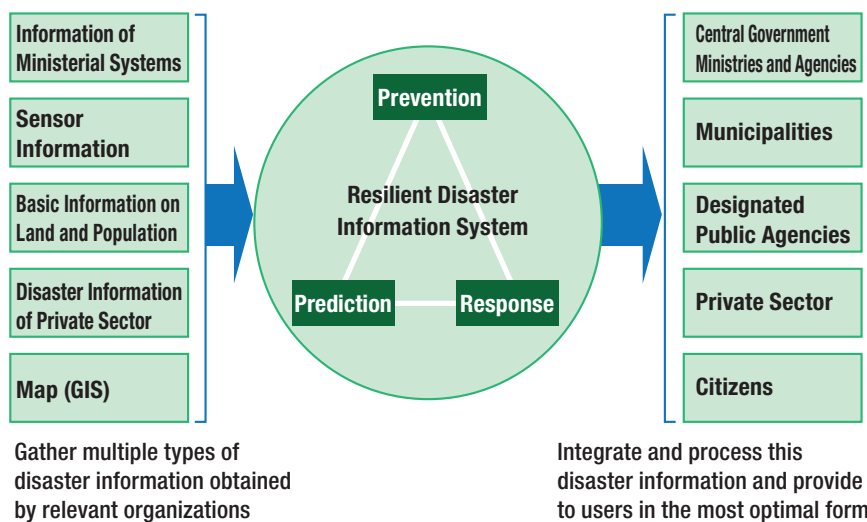 Information of
Ministerial Systems
Sensor
Information
Basic Information on
Land and Population
Disaster Information
of Private Sector
Map (GIS)
Gather multiple types of
disaster information obtained
by relevant organizations
Prevention
Resilient Disaster
Information System
Prediction
Response
Central Government
Ministries and Agencies
Municipalities
Designated
Public Agencies
Private Sector
Citizens
Integrate and process this
disaster information and provide
to users in the most optimal form